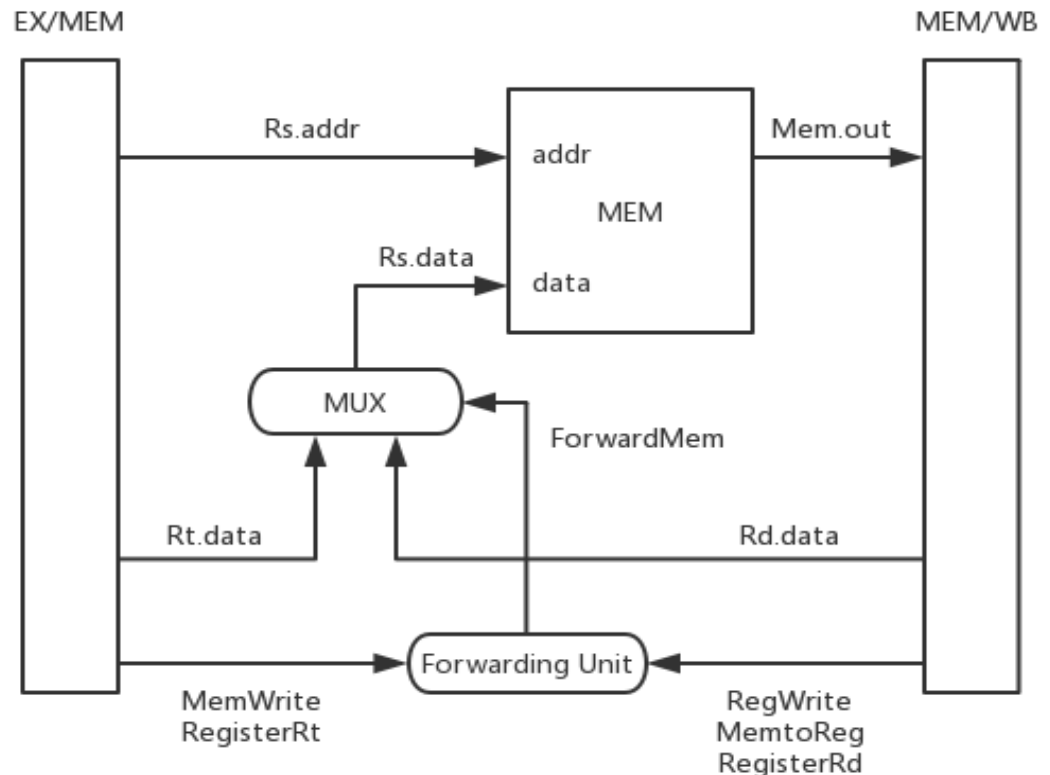 EX/MEM
MEM/WB
Rs.addr
Mem.out
addr
MEM
Rs.data
data
MUX
ForwardMem
Rt.data
Rd.data
Forwarding Unit
MemWrite
RegisterRt
RegWrite
MemtoReg
RegisterRd